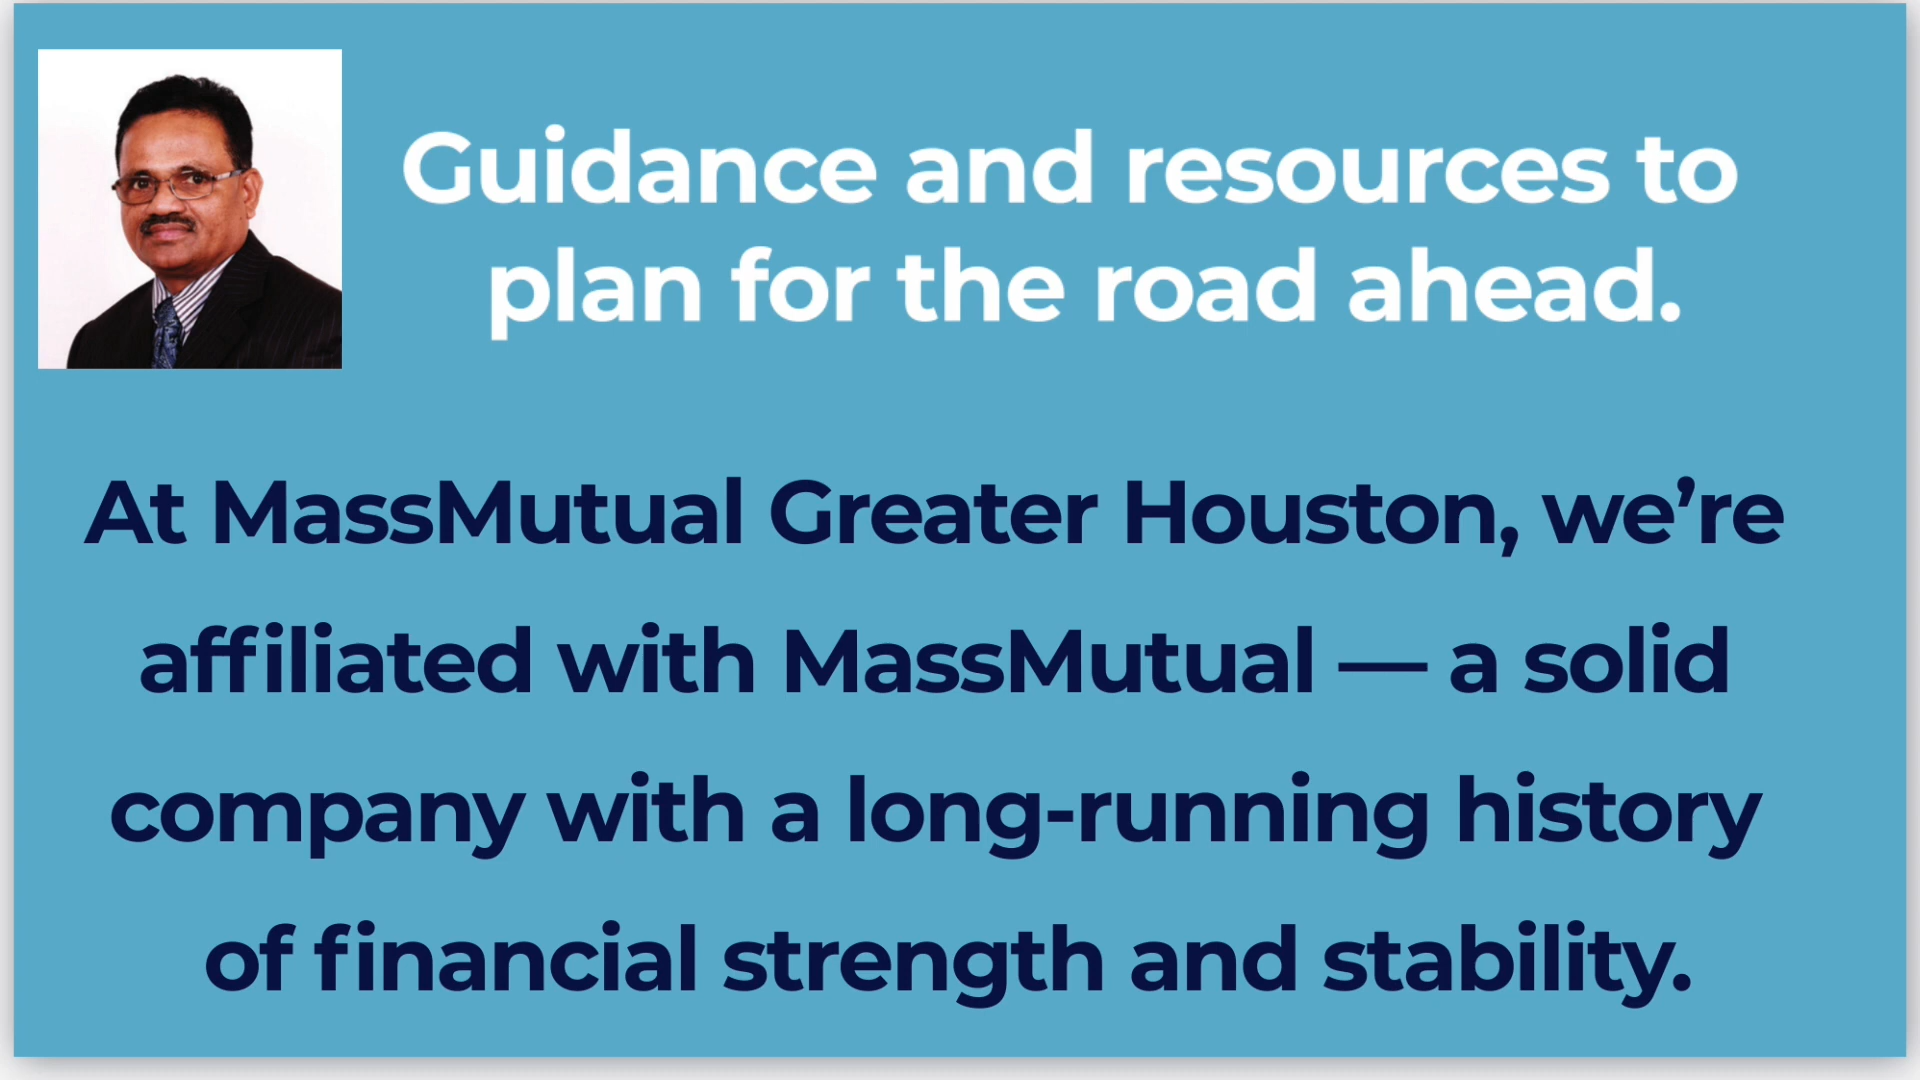 Guidance and resources to
plan for the road ahead.
At MassMutual Greater Houston, we’re
affiliated with MassMutual — a solid
company with a long-running history
of financial strength and stability.